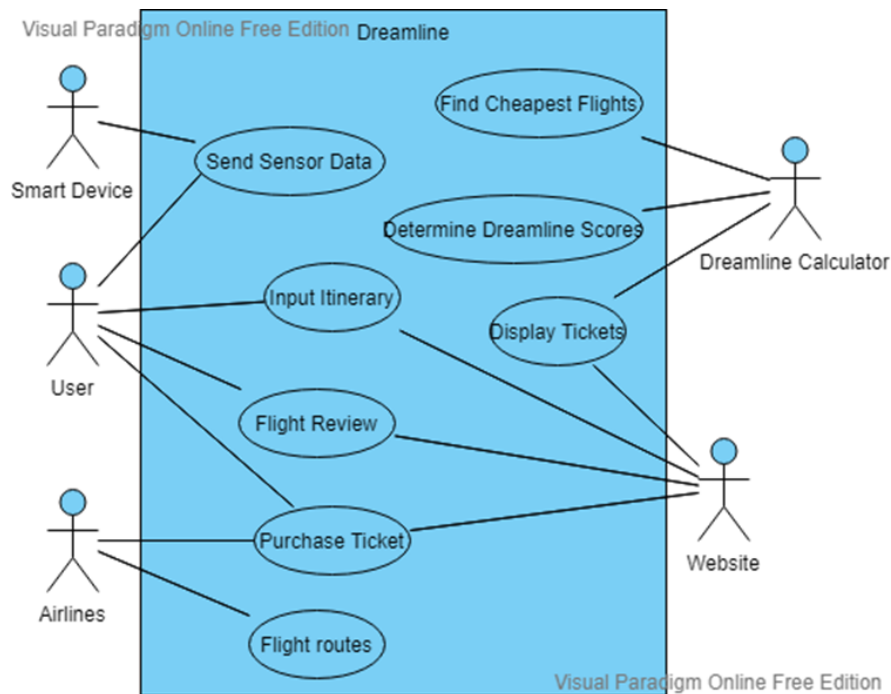 Visual Paradigm Online Free Edition
Dreamline
Find Cheapest Flights
Send Sensor Data
Smart Device
Determine Dreamline Scores
Dreamline Calculator
Input Itinerary
Display Tickets
User
Flight Review
Purchase Ticket
Website
Airlines
Flight routes
Visual Paradigm Online Free Edition